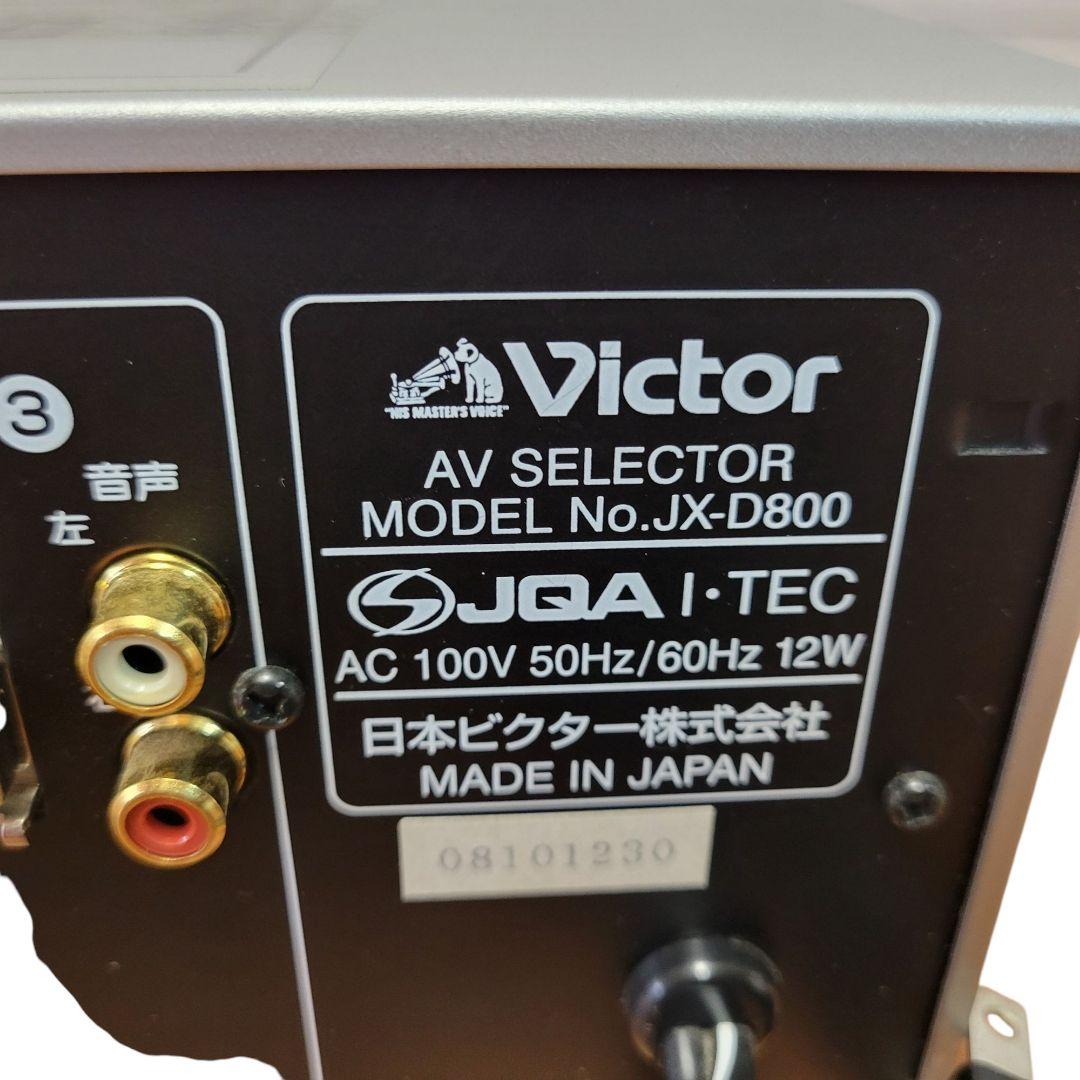 3
音声
左
"HIS MASTER'S VOICE"
Victor
AV SELECTOR
MODEL No.JX-D800
JQA I·TEC
AC 100V 50Hz/60Hz 12W
日本ビクター株式会社
MADE IN JAPAN
08101230